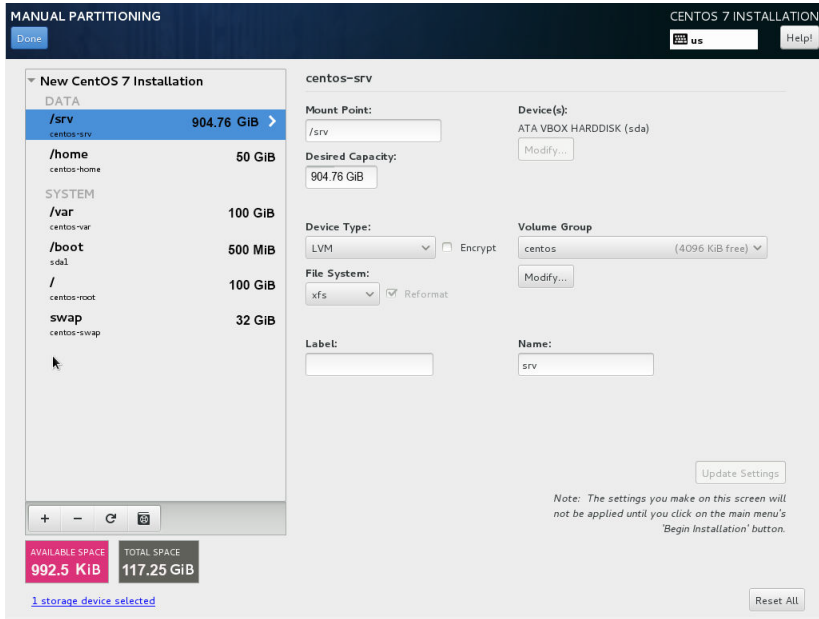 MANUAL PARTITIONING
CENTOS 7 INSTALLATION
Done
us
Help!
New CentOS 7 Installation
DATA
/srv
904.76 GiB
centos-srv
/home
50 GiB
centos-home
SYSTEM
/var
100 GiB
centos-var
/boot
500 MiB
sda1
/
100 GiB
centos-root
swap
32 GiB
centos-swap
+ -
AVAILABLE SPACE
992.5 KiB
TOTAL SPACE
117.25 GiB
1 storage device selected
centos-srv
Mount Point:
/srv
Desired Capacity:
904.76 GiB
Device(s):
ATA VBOX HARDDISK (sda)
Modify...
Device Type:
LVM
Encrypt
File System:
xfs
Reformat
Volume Group
centos (4096 KiB free)
Modify...
Label:
Name:
srv
Update Settings
Note: The settings you make on this screen will
not be applied until you click on the main menu's
'Begin Installation' button.
Reset All